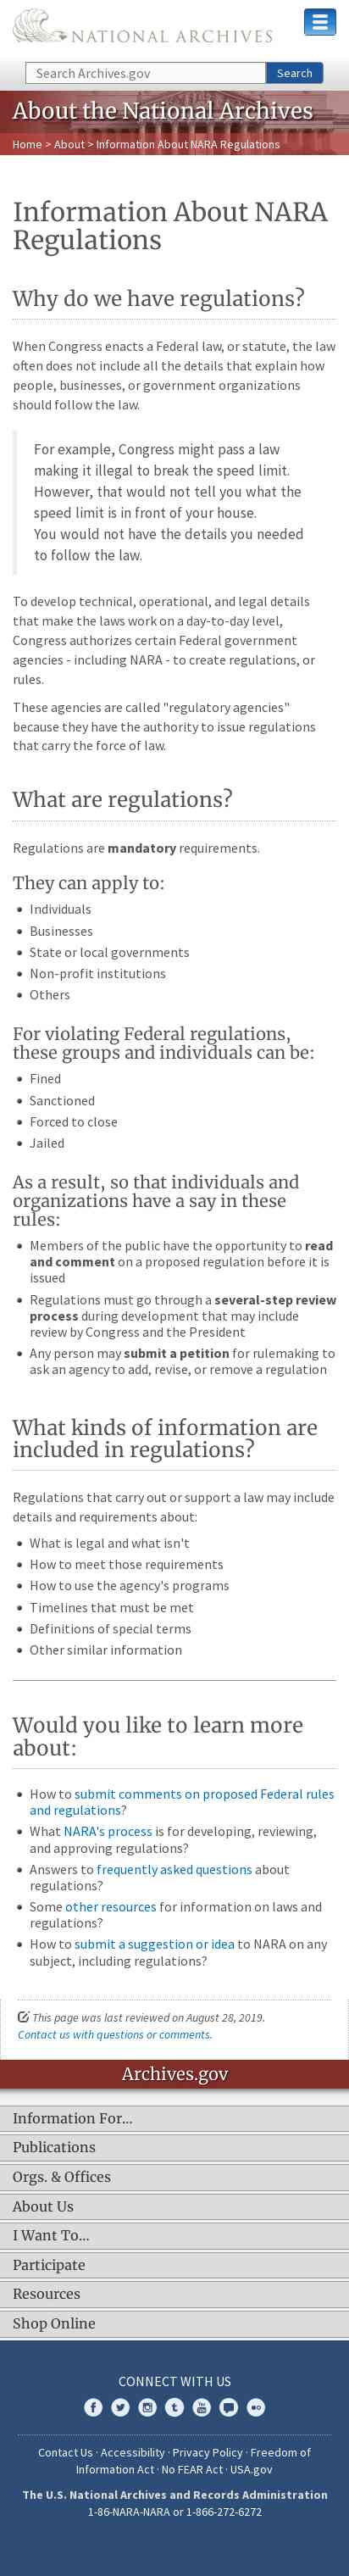 NATIONAL ARCHIVES
Search Archives.gov
Search
About the National Archives
Home > About > Information About NARA Regulations
Information About NARA
Regulations
Why do we have regulations?
When Congress enacts a Federal law, or statute, the law
often does not include all the details that explain how
people, businesses, or government organizations
should follow the law.
For example, Congress might pass a law
making it illegal to break the speed limit.
However, that would not tell you what the
speed limit is in front of your house.
You would not have the details you needed
to follow the law.
To develop technical, operational, and legal details
that make the laws work on a day-to-day level,
Congress authorizes certain Federal government
agencies - including NARA - to create regulations, or
rules.
These agencies are called "regulatory agencies"
because they have the authority to issue regulations
that carry the force of law.
What are regulations?
Regulations are mandatory requirements.
They can apply to:
Individuals
Businesses
State or local governments
Non-profit institutions
Others
For violating Federal regulations,
these groups and individuals can be:
Fined
Sanctioned
Forced to close
Jailed
As a result, so that individuals and
organizations have a say in these
rules:
Members of the public have the opportunity to read
and comment on a proposed regulation before it is
issued
Regulations must go through a several-step review
process during development that may include
review by Congress and the President
Any person may submit a petition for rulemaking to
ask an agency to add, revise, or remove a regulation
What kinds of information are
included in regulations?
Regulations that carry out or support a law may include
details and requirements about:
What is legal and what isn't
How to meet those requirements
How to use the agency's programs
Timelines that must be met
Definitions of special terms
Other similar information
Would you like to learn more
about:
How to submit comments on proposed Federal rules
and regulations?
What NARA's process is for developing, reviewing,
and approving regulations?
Answers to frequently asked questions about
regulations?
Some other resources for information on laws and
regulations?
How to submit a suggestion or idea to NARA on any
subject, including regulations?
This page was last reviewed on August 28, 2019.
Contact us with questions or comments.
Archives.gov
Information For...
Publications
Orgs. & Offices
About Us
I Want To...
Participate
Resources
Shop Online
CONNECT WITH US
Contact Us · Accessibility · Privacy Policy · Freedom of
Information Act · No FEAR Act · USA.gov
The U.S. National Archives and Records Administration
1-86-NARA-NARA or 1-866-272-6272